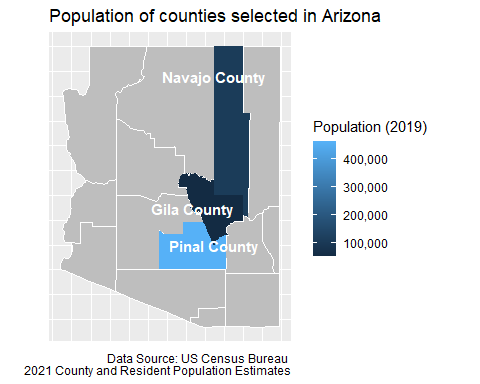 Population of counties selected in Arizona
Navajo County
Gila County
Pinal County
Population (2019)
400,000
300,000
200,000
100,000
Data Source: US Census Bureau
2021 County and Resident Population Estimates